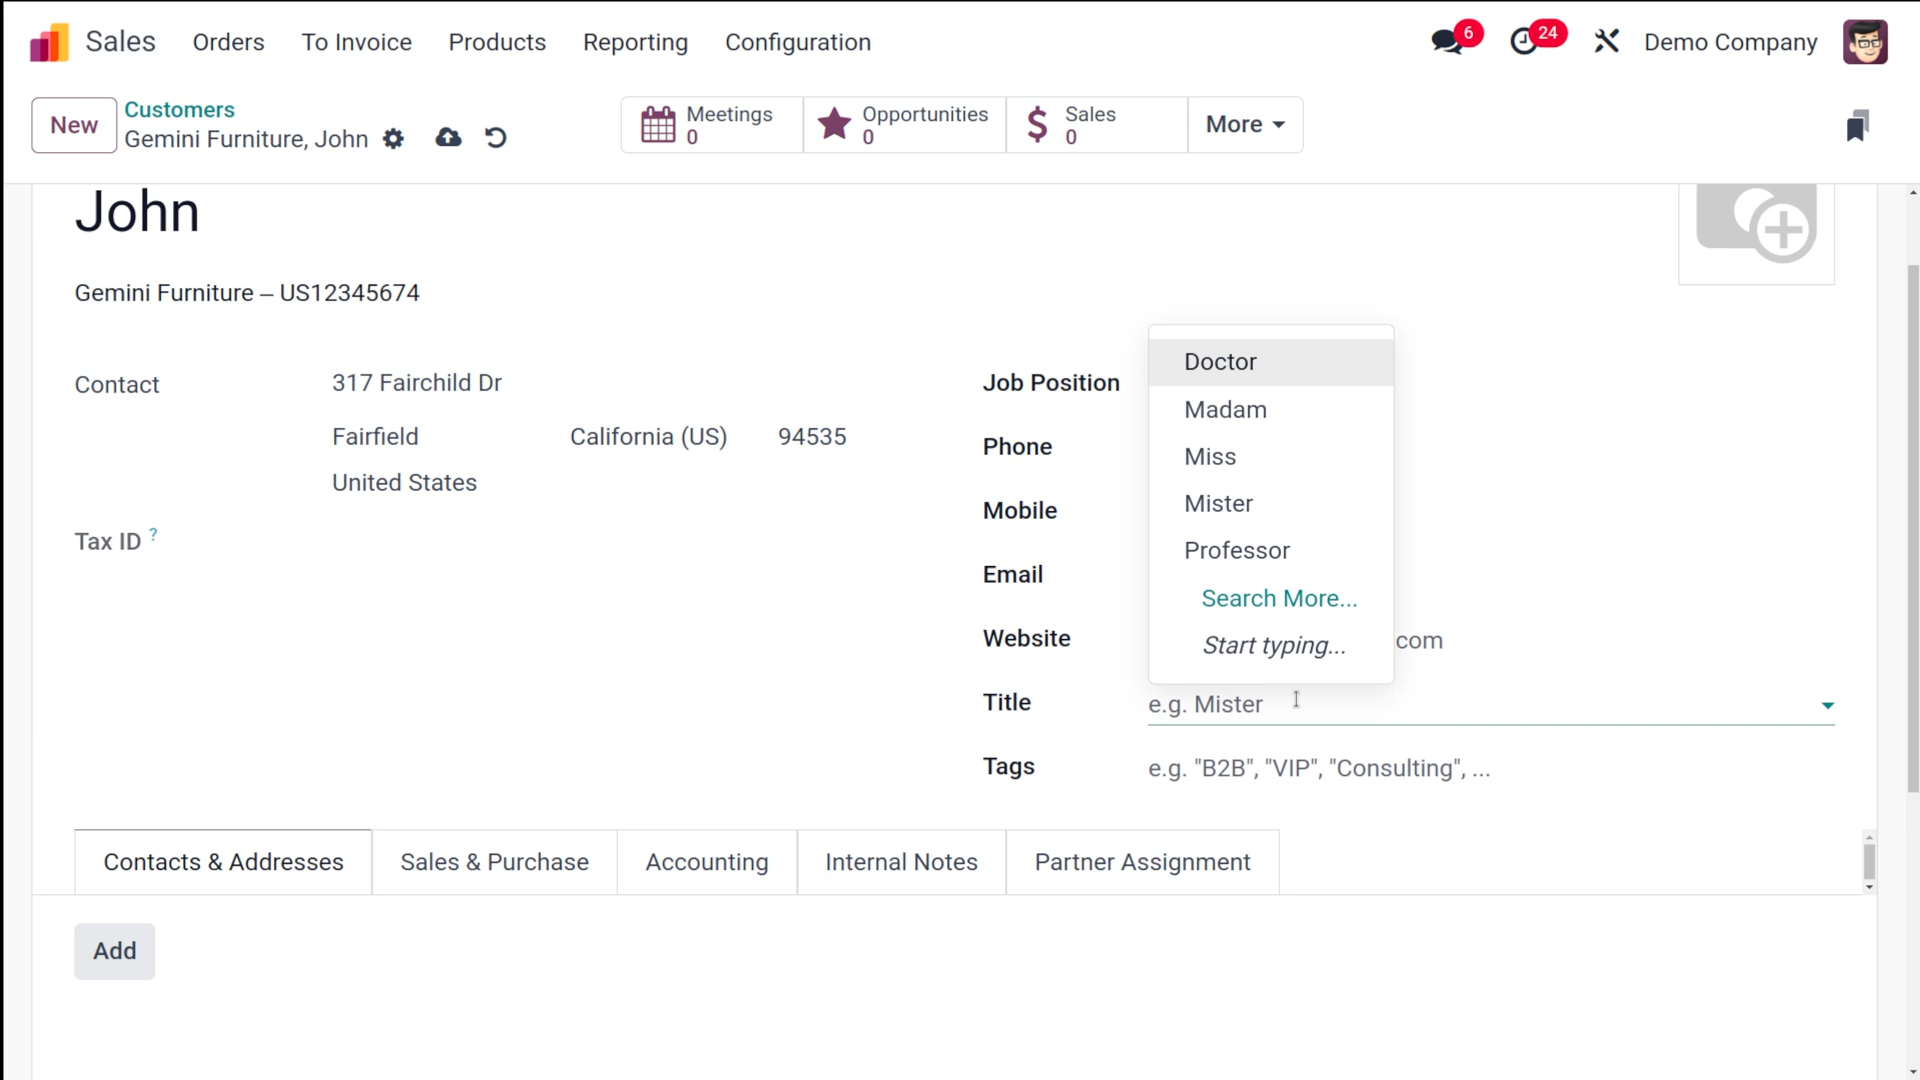 Sales Orders To Invoice Products Reporting Configuration 6 24 Demo Company
New Customers Gemini Furniture, John Meetings 0 Opportunities 0 Sales 0 More
John
Gemini Furniture – US12345674
Contact 317 Fairchild Dr
Fairfield California (US) 94535
United States
Tax ID ?
Job Position
Phone
Mobile
Email
Website com
Doctor
Madam
Miss
Mister
Professor
Search More...
Start typing...
Title e.g. Mister
Tags e.g. "B2B", "VIP", "Consulting", ...
Contacts & Addresses Sales & Purchase Accounting Internal Notes Partner Assignment
Add